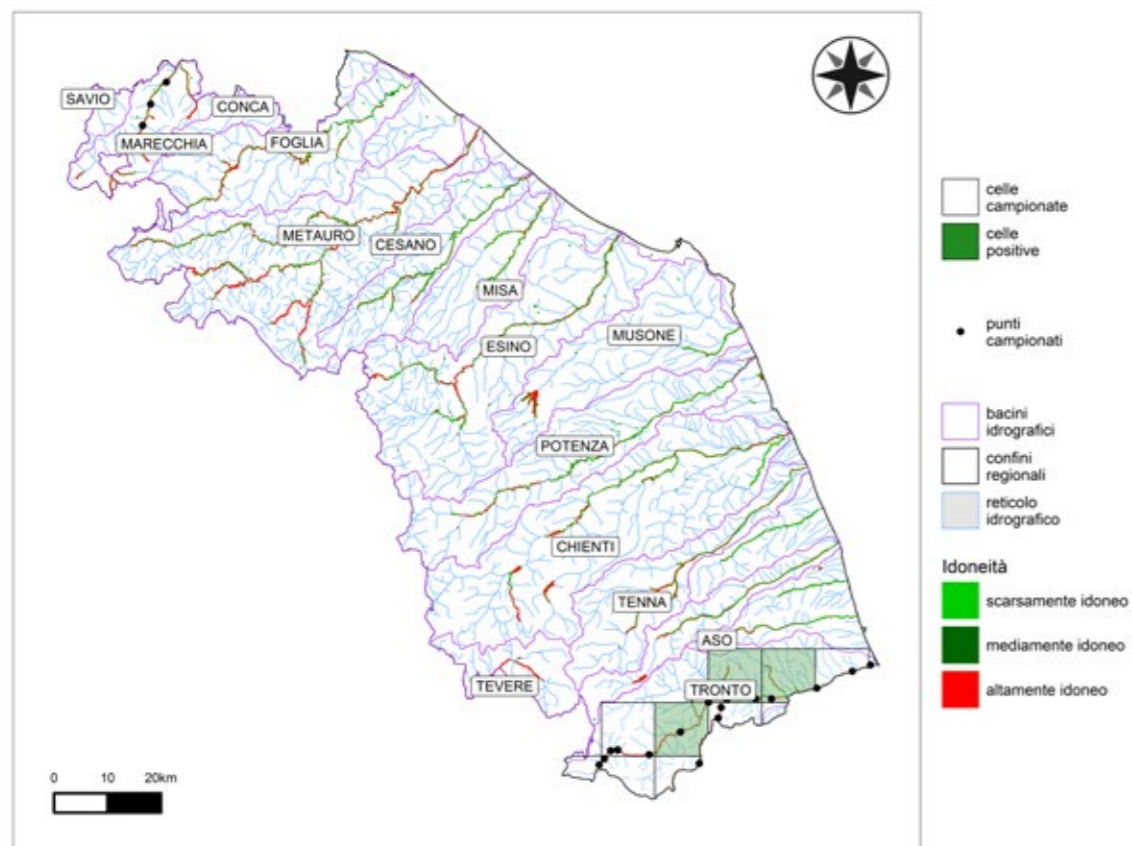 SAVIO
CONCA
MARECCHIA
FOGLIA
METAURO
CESANO
MISA
ESINO
MUSONE
POTENZA
CHIENTI
TENNA
ASO
TEVERE
TRONTO
0 10 20km
celle
campionate
celle
positive
punti
campionati
bacini
idrografici
confini
regionali
reticolo
idrografico
Idoneità
scarsamente idoneo
mediamente idoneo
altamente idoneo